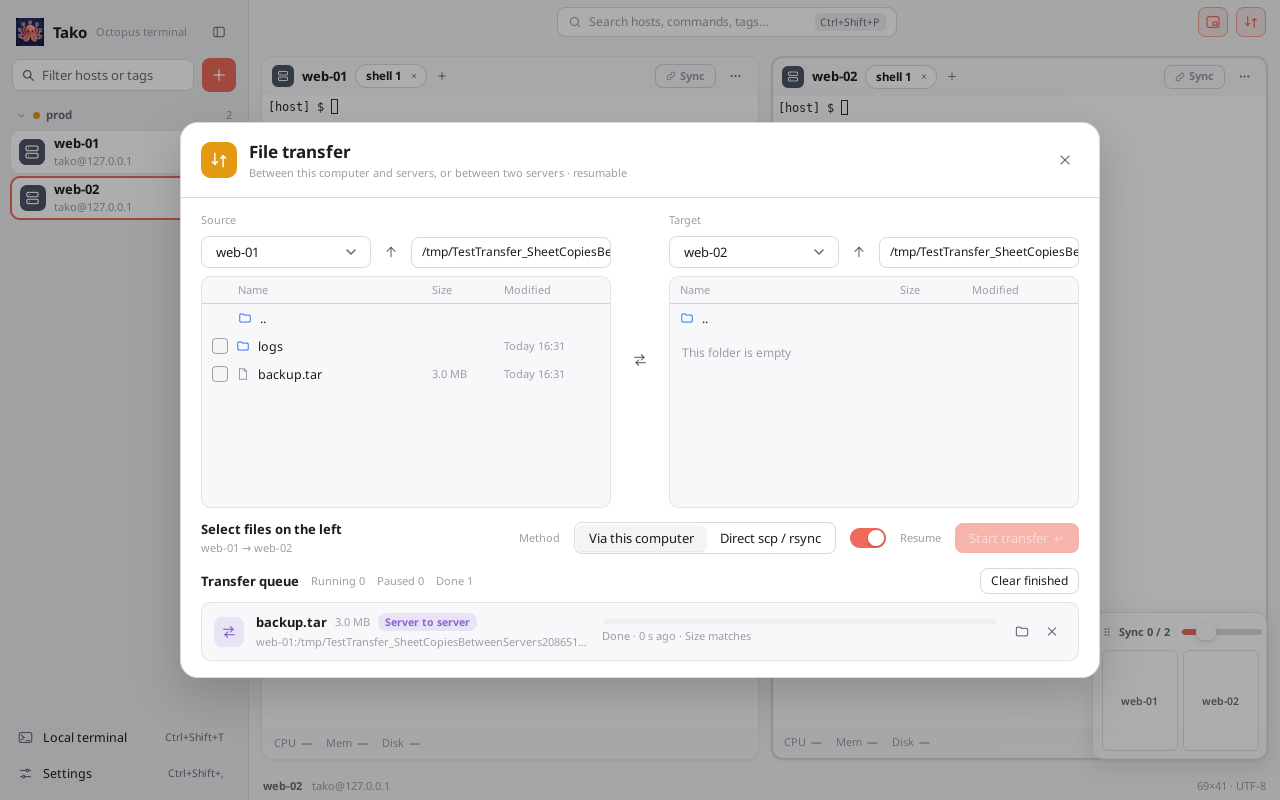 Tako Octopus terminal
Search hosts, commands, tags... Ctrl+Shift+P
Filter hosts or tags
prod 2
web-01
tako@127.0.0.1
web-02
tako@127.0.0.1
web-01 shell 1 × + Sync ···
[host] $
web-02 shell 1 × + Sync ···
[host] $
File transfer
Between this computer and servers, or between two servers · resumable
Source
web-01 /tmp/TestTransfer_SheetCopiesBe
Name Size Modified
..
logs Today 16:31
backup.tar 3.0 MB Today 16:31
Target
web-02 /tmp/TestTransfer_SheetCopiesBe
Name Size Modified
..
This folder is empty
Select files on the left
web-01 → web-02
Method Via this computer Direct scp / rsync Resume Start transfer ↵
Transfer queue Running 0 Paused 0 Done 1 Clear finished
backup.tar 3.0 MB Server to server
web-01:/tmp/TestTransfer_SheetCopiesBetweenServers208651...
Done · 0 s ago · Size matches
Sync 0 / 2
web-01 web-02
CPU — Mem — Disk —
CPU — Mem — Disk —
Local terminal Ctrl+Shift+T
Settings Ctrl+Shift+,
web-02 tako@127.0.0.1 69×41 · UTF-8